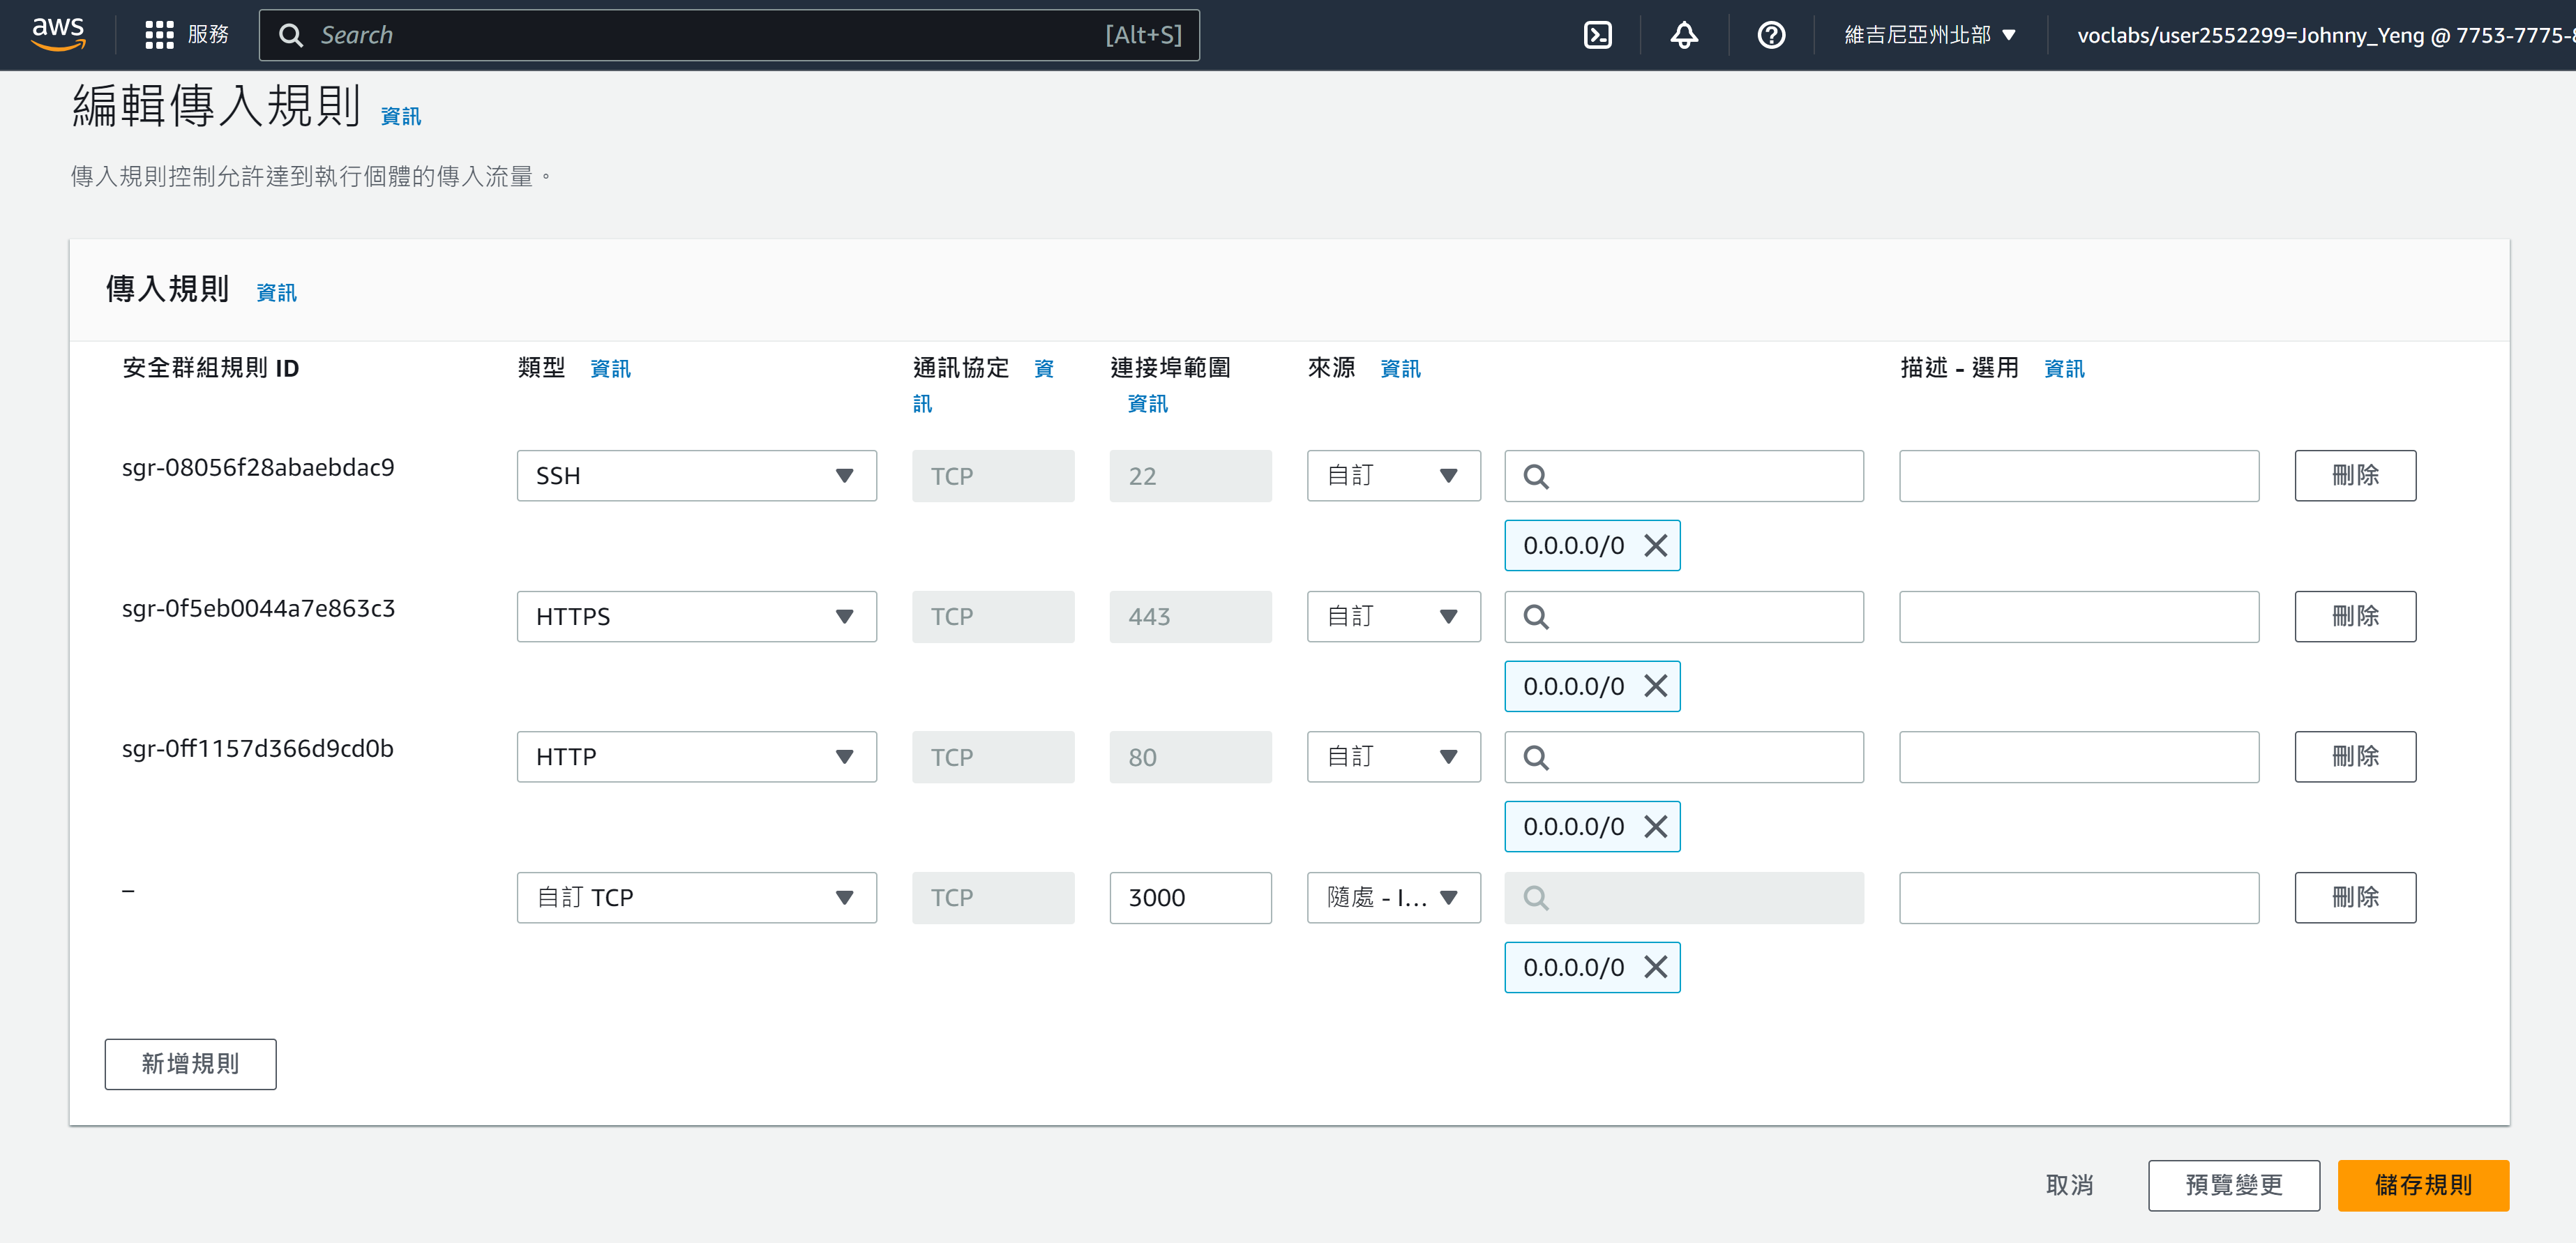 aws 服務 Search [Alt+S] 維吉尼亞州北部 voclabs/user2552299=Johnny_Yeng @ 7753-7775-
編輯傳入規則 資訊
傳入規則控制允許達到執行個體的傳入流量。
傳入規則 資訊
安全群組規則 ID 類型 資訊 通訊協定 資訊 連接埠範圍 資訊 來源 資訊 描述 - 選用 資訊
sgr-08056f28abaebdac9 SSH TCP 22 自訂 刪除
0.0.0.0/0
sgr-0f5eb0044a7e863c3 HTTPS TCP 443 自訂 刪除
0.0.0.0/0
sgr-0ff1157d366d9cd0b HTTP TCP 80 自訂 刪除
0.0.0.0/0
– 自訂 TCP TCP 3000 隨處 - I... 刪除
0.0.0.0/0
新增規則
取消 預覽變更 儲存規則